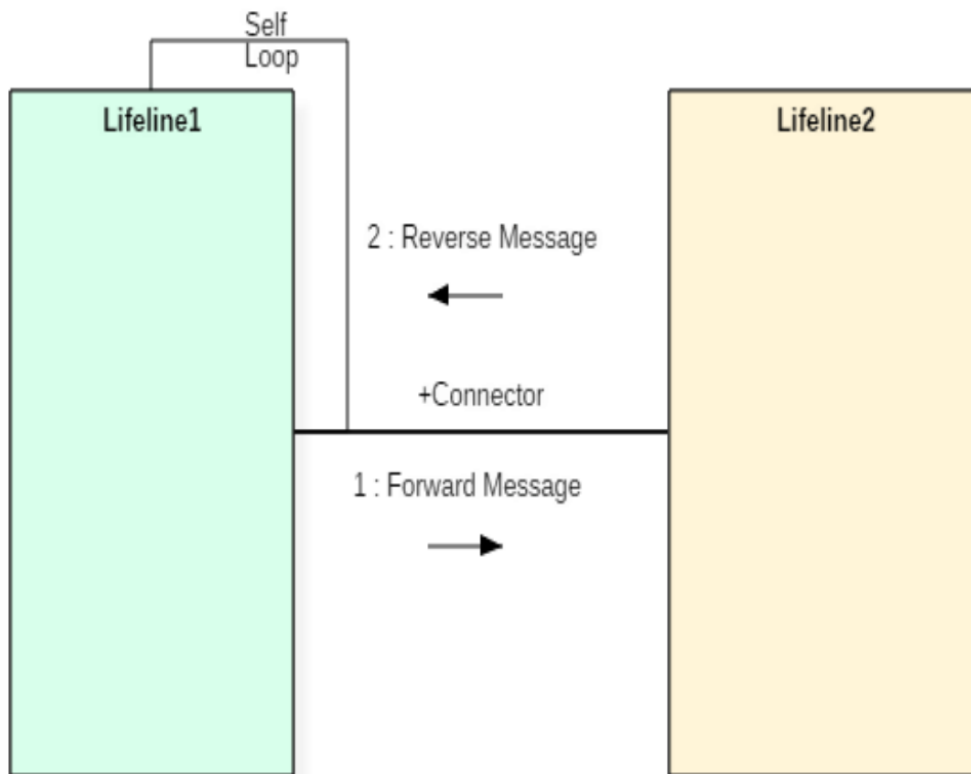 Self
Loop
Lifeline1
Lifeline2
2 : Reverse Message
+Connector
1 : Forward Message